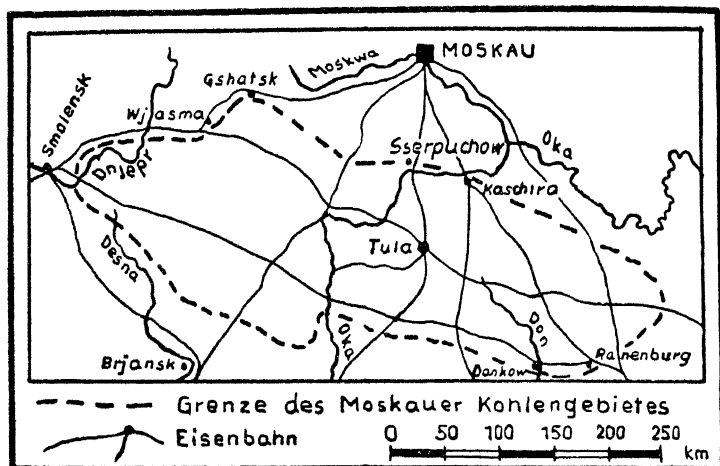 MOSKAU
Moskwa
Gshatsk
Smolensk
Wjasma
Dnjepr
Sserpuchow
Oka
Kaschira
Tula
Desna
Oka
Don
Brjansk
Dankow
Ranenburg
Grenze des Moskauer Kohlengebietes
Eisenbahn
0 50 100 150 200 250
km